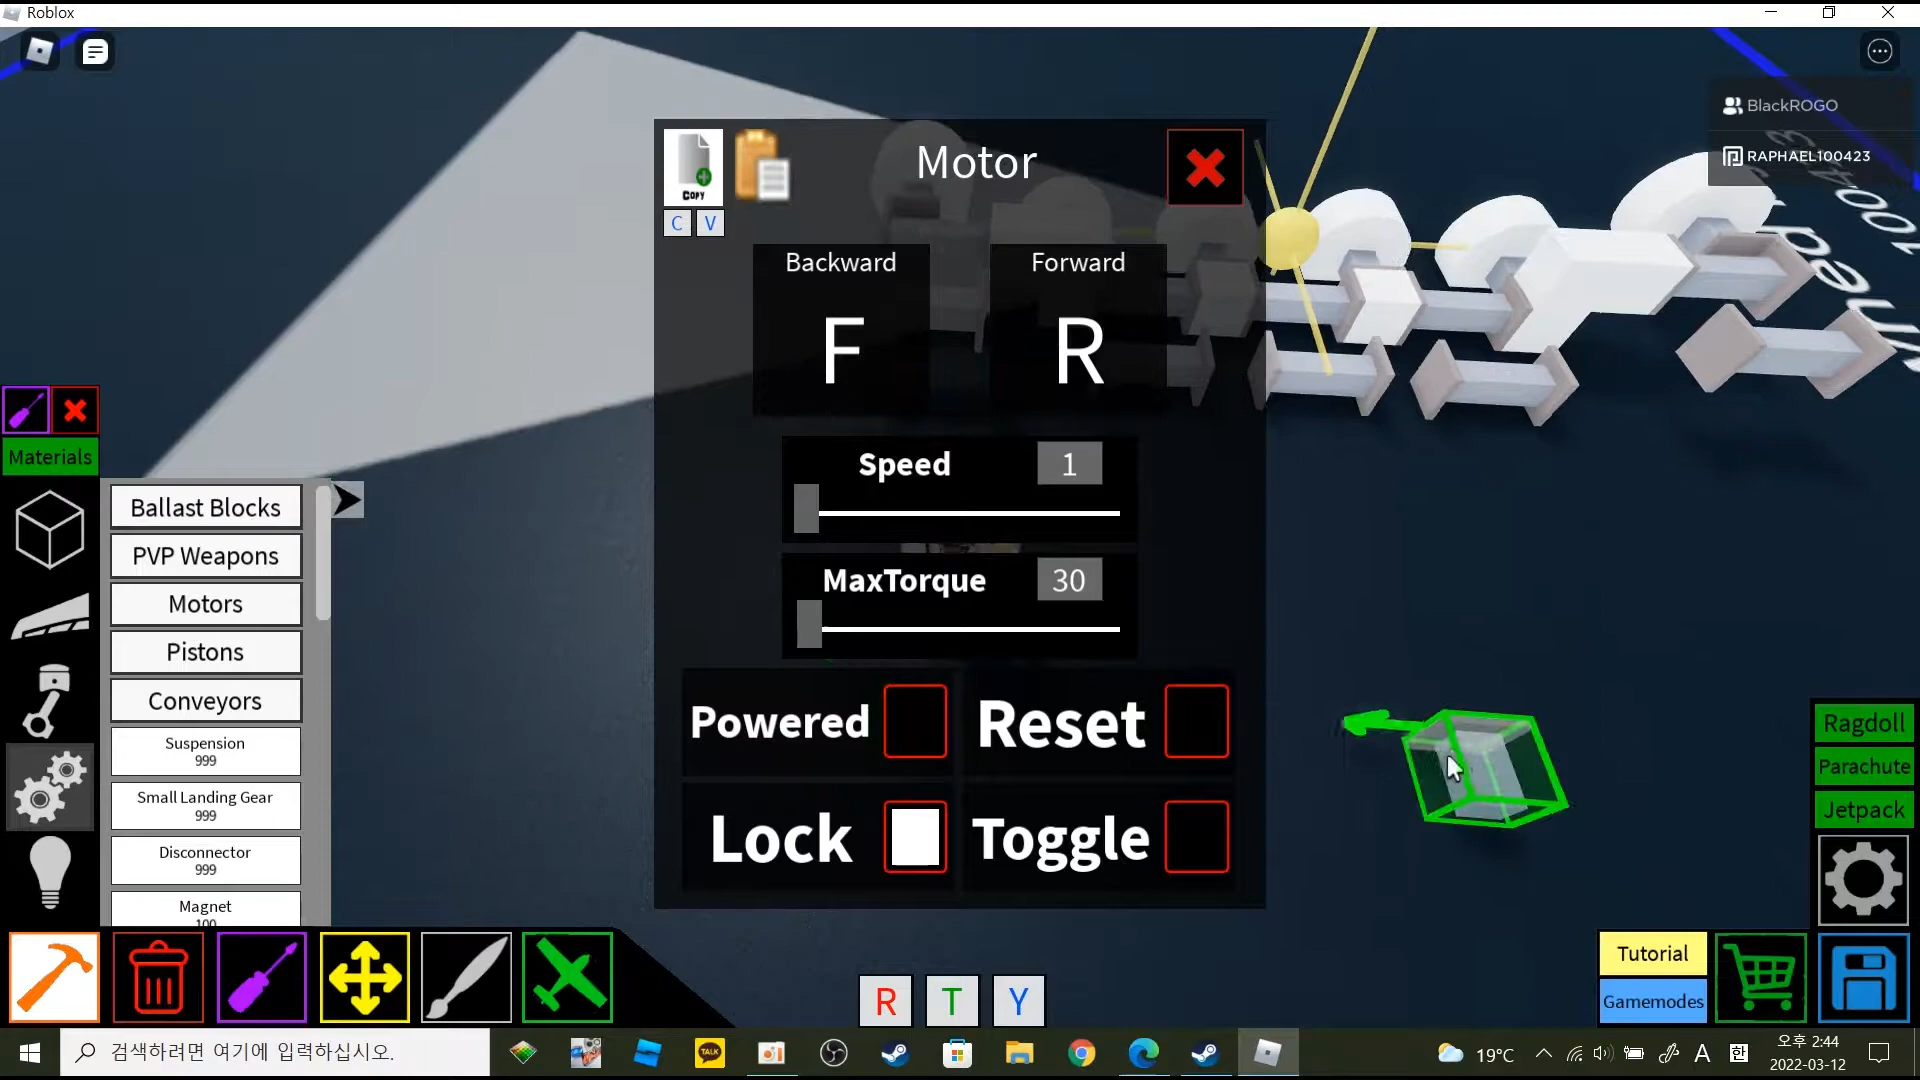 Roblox
BlackROGO
RAPHAEL100423
Motor
COPY
C V
Backward
Forward
F
R
Speed 1
MaxTorque 30
Powered
Reset
Lock
Toggle
Materials
Ballast Blocks
PVP Weapons
Motors
Pistons
Conveyors
Suspension
999
Small Landing Gear
999
Disconnector
999
Magnet
100
Ragdoll
Parachute
Jetpack
Tutorial
Gamemodes
R T Y
검색하려면 여기에 입력하십시오.
TALK
19°C
A
한
오후 2:44
2022-03-12